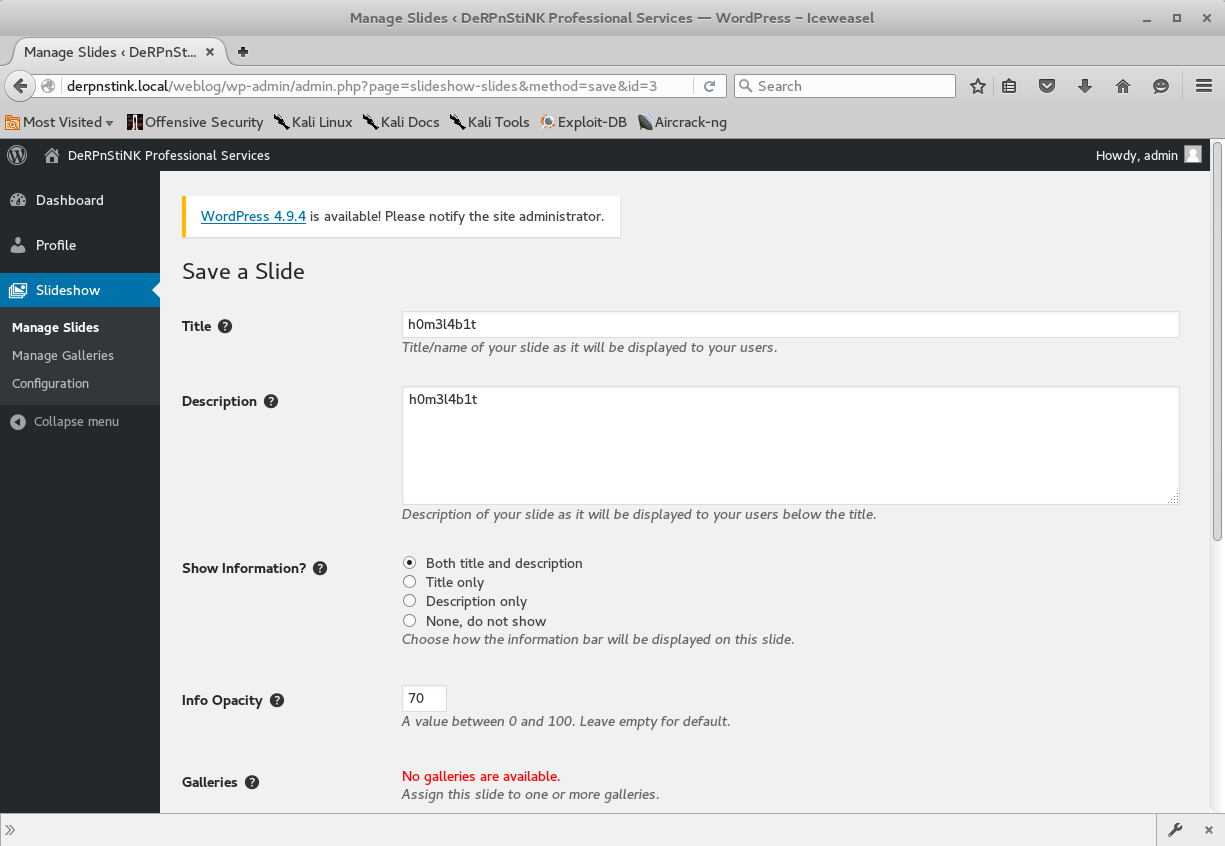 Manage Slides ‹ DeRPnStiNK Professional Services — WordPress – Iceweasel
Manage Slides ‹ DeRPnSt...
derpnstink.local/weblog/wp-admin/admin.php?page=slideshow-slides&method=save&id=3
Search
Most Visited
Offensive Security
Kali Linux
Kali Docs
Kali Tools
Exploit-DB
Aircrack-ng
DeRPnStiNK Professional Services
Howdy, admin
Dashboard
Profile
Slideshow
Manage Slides
Manage Galleries
Configuration
Collapse menu
WordPress 4.9.4 is available! Please notify the site administrator.
Save a Slide
Title ?
h0m3l4b1t
Title/name of your slide as it will be displayed to your users.
Description ?
h0m3l4b1t
Description of your slide as it will be displayed to your users below the title.
Show Information? ?
Both title and description
Title only
Description only
None, do not show
Choose how the information bar will be displayed on this slide.
Info Opacity ?
70
A value between 0 and 100. Leave empty for default.
Galleries ?
No galleries are available.
Assign this slide to one or more galleries.